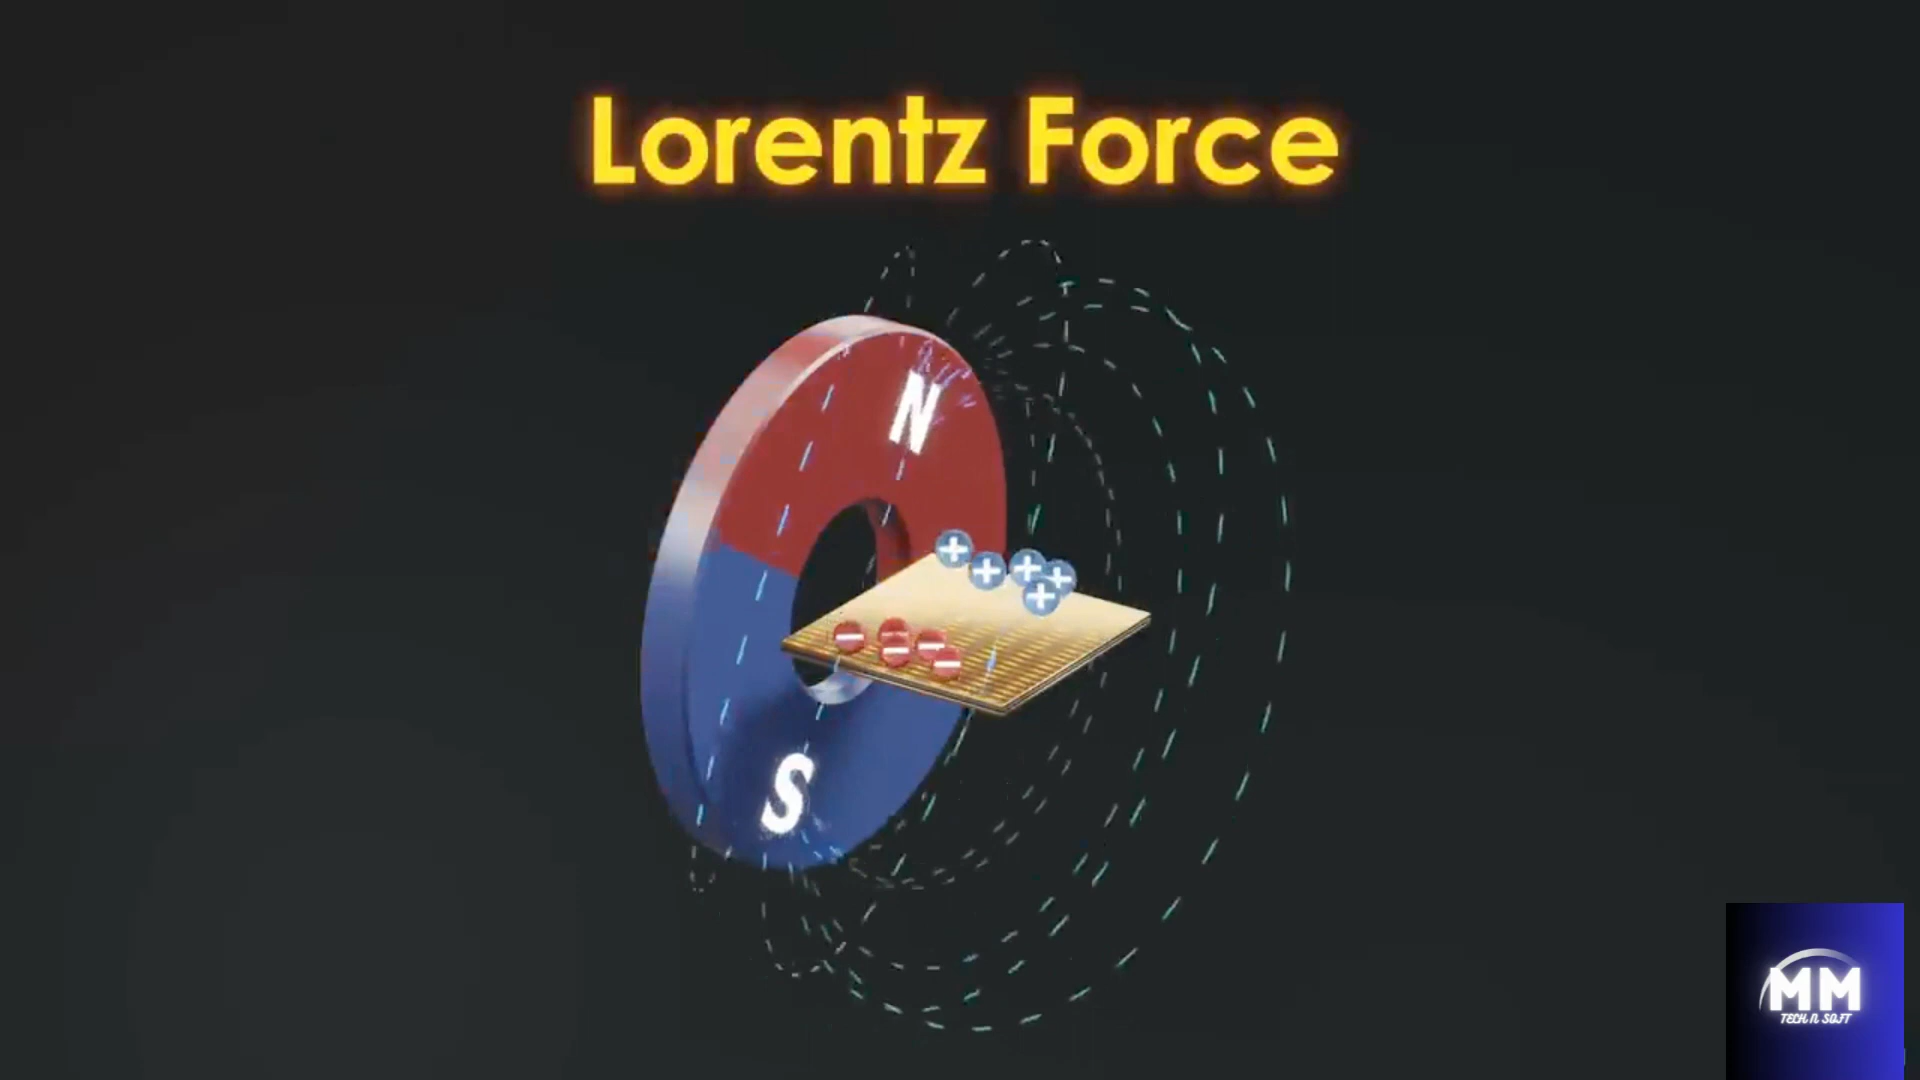 Lorentz Force
N
+
+
+
+
+
-
-
-
-
-
S
MM
TECH N SOFT